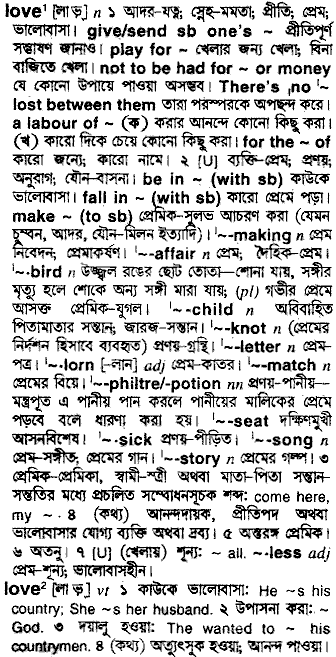 love¹ [লাভ্] n ১ আদর-যত্ন; স্নেহ-মমতা; প্রীতি; প্রেম;
ভালোবাসা। give/send sb one's ~ প্রীতিপূর্ণ
সম্ভাষণ জানাও। play for ~ খেলার জন্য খেলা; বিনা
বাজিতে খেলা। not to be had for ~ or money
যে কোনো উপায়ে পাওয়া অসম্ভব। There's no ~
lost between them তারা পরস্পরকে অপছন্দ করে।
a labour of ~ (ক) করার আনন্দে কোনো কিছু করা।
(খ) কারো দিকে চেয়ে কোনো কিছু করা। for the ~ of
কারো জন্যে; কারো নামে। ২ [U] ব্যক্তি-প্রেম; প্রণয়;
অনুরাগ; যৌন-বাসনা। be in ~ (with sb) কাউকে
ভালোবাসা। fall in ~ (with sb) কারো প্রেমে পড়া।
make ~ (to sb) প্রেমিক-সুলভ আচরণ করা (যেমন
চুম্বন, আদর, যৌন-মিলন ইত্যাদি)। '~-making n প্রেম
নিবেদন; প্রেমাকর্ষণ। '~-affair n প্রেম; দৈহিক-প্রেম।
'~-bird n উজ্জ্বল রঙের ছোট তোতা—শোনা যায়, সঙ্গীর
মৃত্যু হলে শোকে অন্য সঙ্গী মারা যায়; (pl) গভীর প্রেমে
আসক্ত প্রেমিক-যুগল। '~-child n অবিবাহিত
পিতামাতার সন্তান; জারজ-সন্তান। '~-knot n (প্রেমের
নির্দশন হিসাবে ব্যবহৃত) প্রণয়-গ্রন্থি। '~-letter n প্রেম-
পত্র। '~-lorn [-লান] adj প্রেম-কাতর। '~-match n
প্রেমের বিয়ে। '~-philtre/-potion nn প্রণয়-পানীয়—
মন্ত্রপূত এ পানীয় পান করলে পানীয়ের মালিকের প্রেমে
পড়বে বলে ধারণা করা হয়। '~-seat দক্ষিণমুখী
আসনবিশেষ। '~-sick প্রণয়-পীড়িত। '~-song n
প্রেম-সঙ্গীত; প্রেমের গান। '~-story n প্রেমের গল্প। ৩
প্রেমিক-প্রেমিকা, স্বামী-স্ত্রী অথবা মাতা-পিতা সন্তান-
সন্ততির মধ্যে প্রচলিত সম্বোধনসূচক শব্দ: come here,
my ~. ৪ (কথ্য) আনন্দদায়ক, প্রীতিপদ অথবা
ভালোবাসার যোগ্য ব্যক্তি অথবা দ্রব্য। ৫ অন্তরঙ্গ প্রেমিক।
৬ অতনু। ৭ [U] (খেলায়) শূন্য: ~ all. ~-less adj
প্রেম-শূন্য; ভালোবাসহীন।
love² [লাভ্] vt ১ কাউকে ভালোবাসা: He ~s his
country; She ~s her husband. ২ উপাসনা করা: ~
God. ৩ দয়ালু হওয়া: The wanted to ~ his
countrymen. ৪ (কথ্য) অত্যুৎসুক হওয়া; আনন্দ পাওয়া।